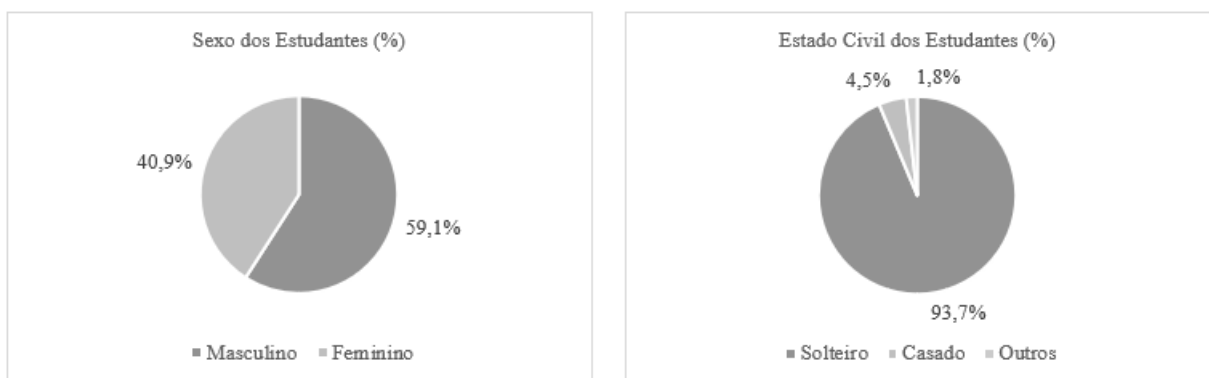 Sexo dos Estudantes (%)
40,9%
59,1%
Masculino Feminino
Estado Civil dos Estudantes (%)
4,5% 1,8%
93,7%
Solteiro Casado Outros